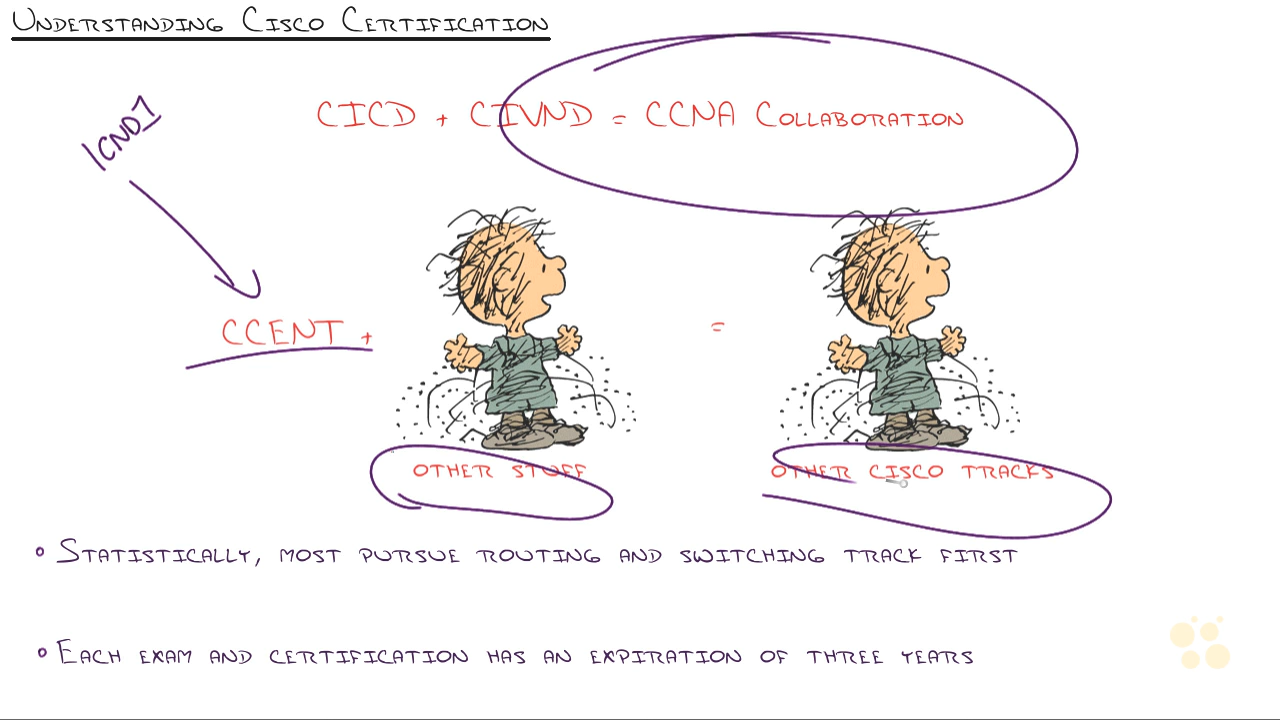 Understanding Cisco Certification
CICD + CIVND = CCNA Collaboration
ICND1
CCENT +
=
other stuff
other cisco tracks
• Statistically, most pursue routing and switching track first
• Each exam and certification has an expiration of three years